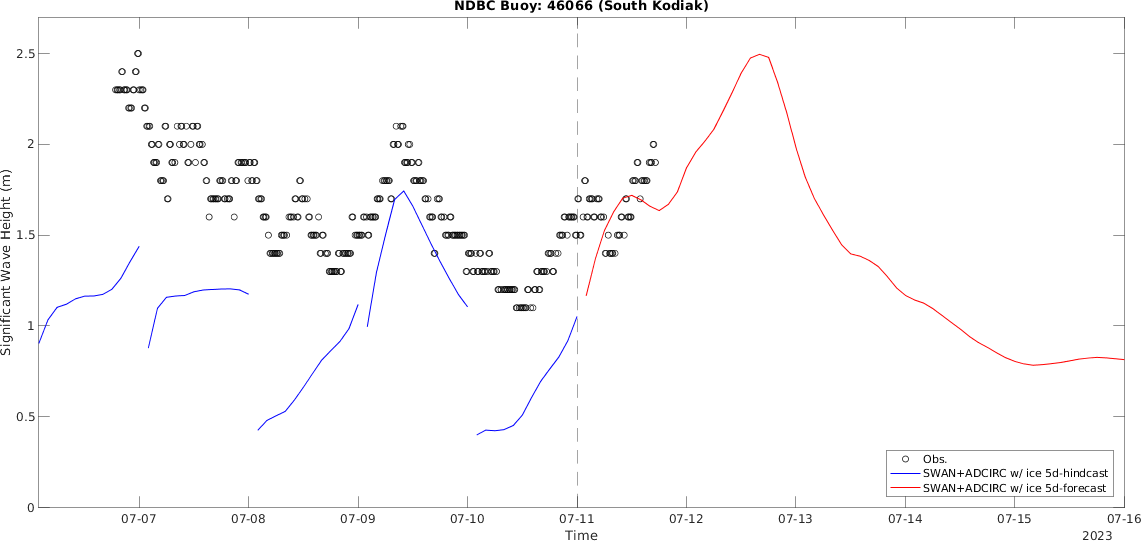 NDBC Buoy: 46066 (South Kodiak)
Significant Wave Height (m)
2.5
2
1.5
1
0.5
0
Obs.
SWAN+ADCIRC w/ ice 5d-hindcast
SWAN+ADCIRC w/ ice 5d-forecast
07-07 07-08 07-09 07-10 07-11 07-12 07-13 07-14 07-15 07-16
Time
2023